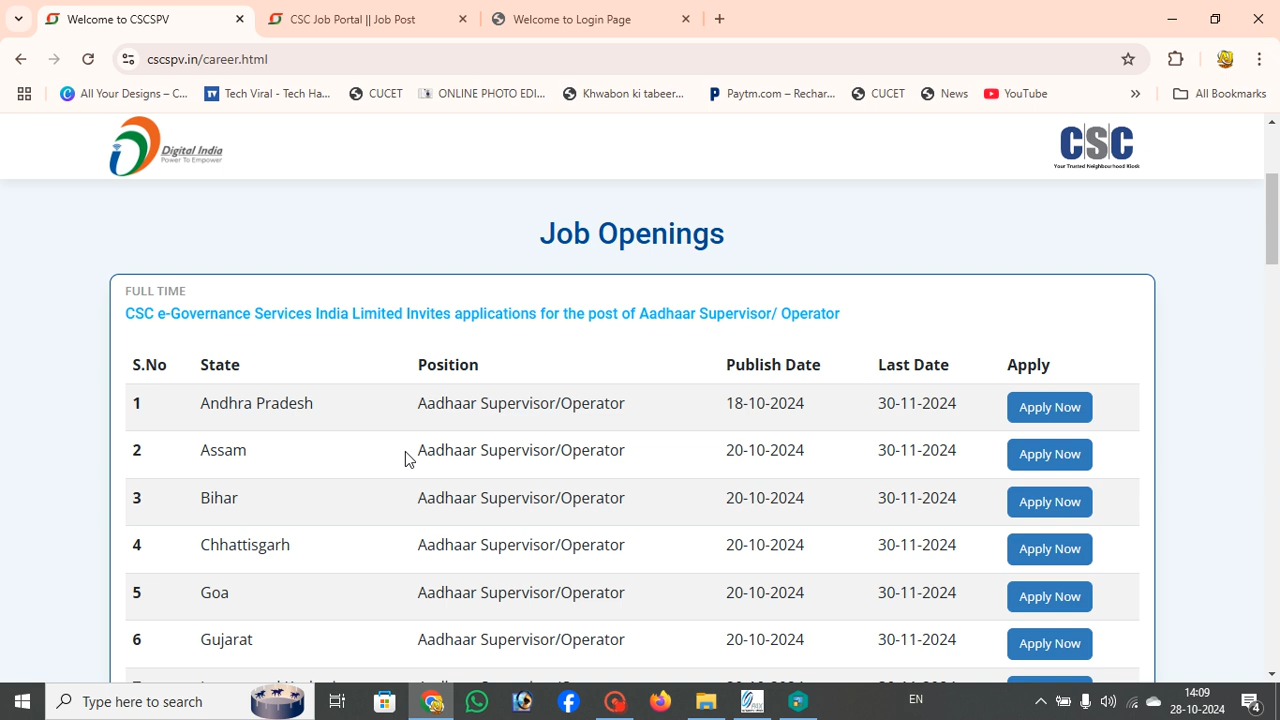 Welcome to CSCSPV
CSC Job Portal || Job Post
Welcome to Login Page
cscspv.in/career.html
All Your Designs – C...
Tech Viral - Tech Ha...
CUCET
ONLINE PHOTO EDI...
Khwabon ki tabeer...
Paytm.com – Rechar...
CUCET
News
YouTube
All Bookmarks
Digital India
Power To Empower
CSC
Your Trusted Neighbourhood Kiosk
Job Openings
FULL TIME
CSC e-Governance Services India Limited Invites applications for the post of Aadhaar Supervisor/ Operator
S.No State Position Publish Date Last Date Apply
1 Andhra Pradesh Aadhaar Supervisor/Operator 18-10-2024 30-11-2024 Apply Now
2 Assam Aadhaar Supervisor/Operator 20-10-2024 30-11-2024 Apply Now
3 Bihar Aadhaar Supervisor/Operator 20-10-2024 30-11-2024 Apply Now
4 Chhattisgarh Aadhaar Supervisor/Operator 20-10-2024 30-11-2024 Apply Now
5 Goa Aadhaar Supervisor/Operator 20-10-2024 30-11-2024 Apply Now
6 Gujarat Aadhaar Supervisor/Operator 20-10-2024 30-11-2024 Apply Now
Type here to search
EN
14:09
28-10-2024
4